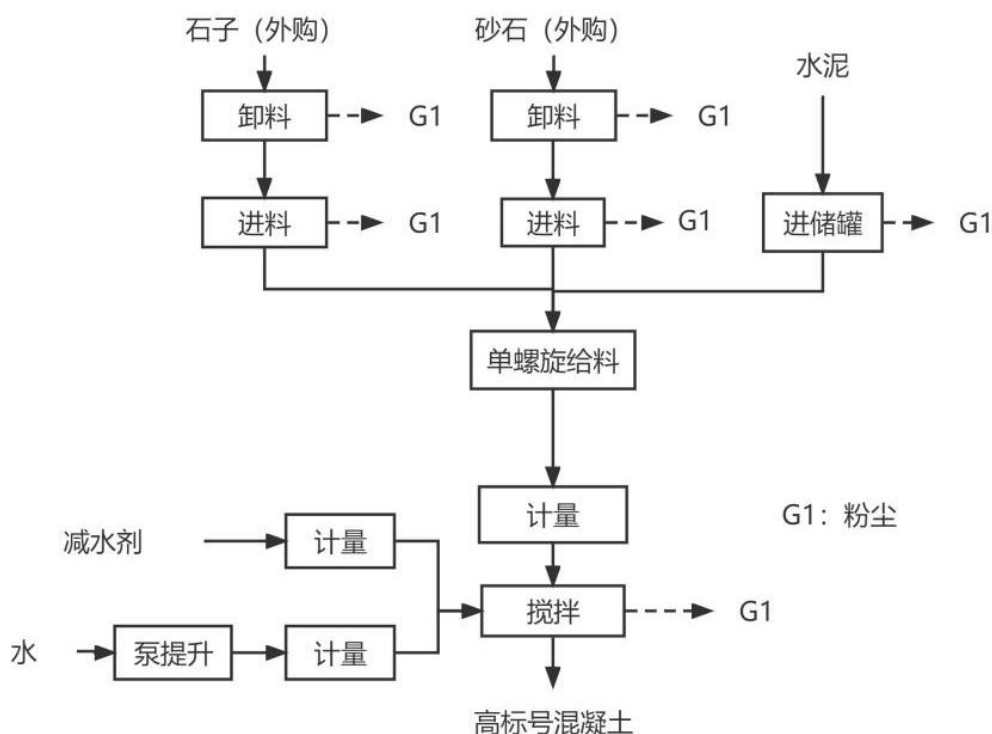 石子（外购）
砂石（外购）
水泥
卸料
G1
卸料
G1
进料
G1
进料
G1
进储罐
G1
单螺旋给料
计量
G1：粉尘
减水剂
计量
搅拌
G1
水
泵提升
计量
高标号混凝土